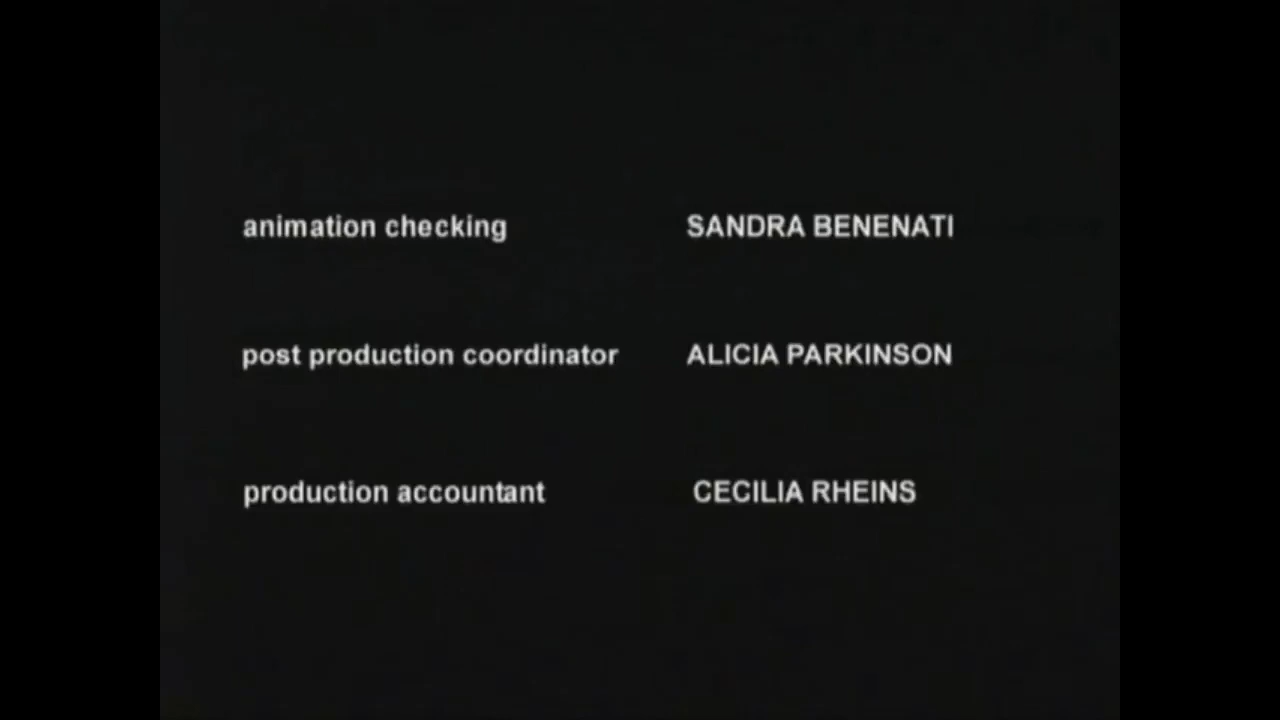 animation checking SANDRA BENENATI
post production coordinator ALICIA PARKINSON
production accountant CECILIA RHEINS